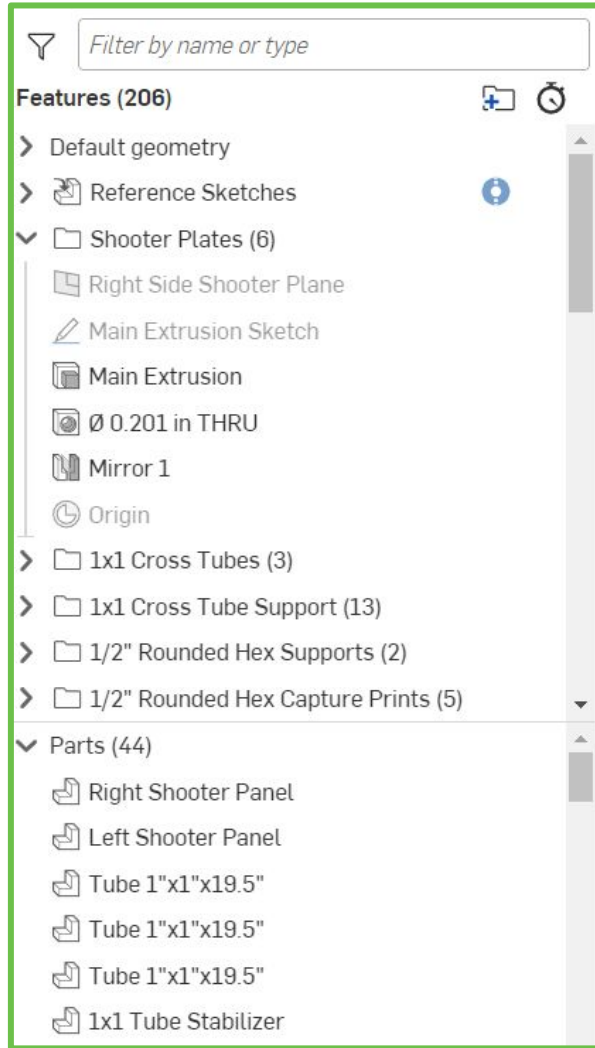 Filter by name or type
Features (206)
Default geometry
Reference Sketches
Shooter Plates (6)
Right Side Shooter Plane
Main Extrusion Sketch
Main Extrusion
Ø 0.201 in THRU
Mirror 1
Origin
1x1 Cross Tubes (3)
1x1 Cross Tube Support (13)
1/2" Rounded Hex Supports (2)
1/2" Rounded Hex Capture Prints (5)
Parts (44)
Right Shooter Panel
Left Shooter Panel
Tube 1"x1"x19.5"
Tube 1"x1"x19.5"
Tube 1"x1"x19.5"
1x1 Tube Stabilizer